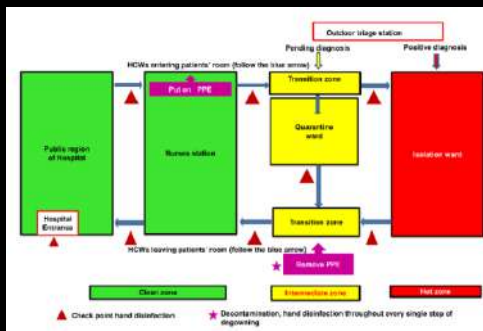 Outdoor triage station
Pending diagnosis
Positive diagnosis
HCWs entering patients' room (follow the blue arrow)
Put on PPE
Transition zone
Public region
of Hospital
Nurses station
Quarantine
ward
Isolation ward
Hospital
Entrance
Transition zone
HCWs leaving patients' room (follow the blue arrow)
Remove PPE
Clean zone
Intermediate zone
Hot zone
Check point hand disinfection
Decontamination, hand disinfection throughout every single step of
degowning